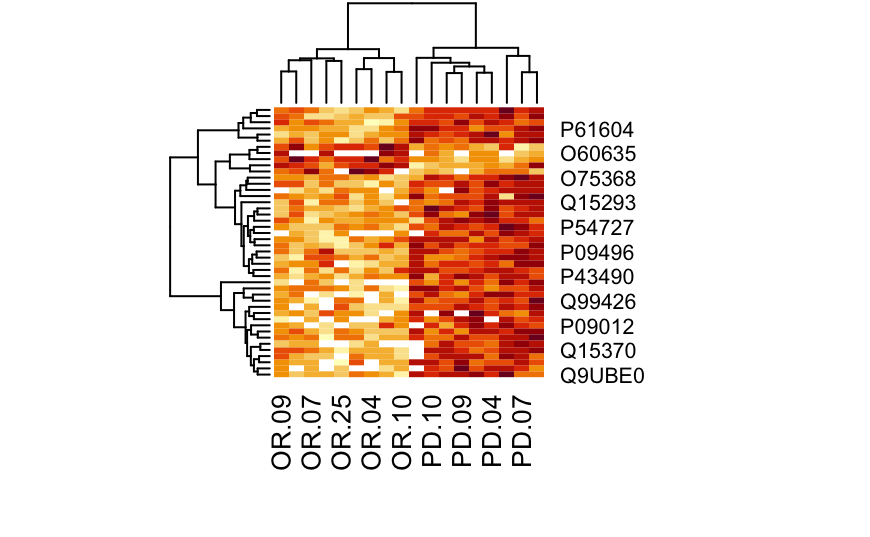 P61604
O60635
O75368
Q15293
P54727
P09496
P43490
Q99426
P09012
Q15370
Q9UBE0
OR.09
OR.07
OR.25
OR.04
OR.10
PD.10
PD.09
PD.04
PD.07